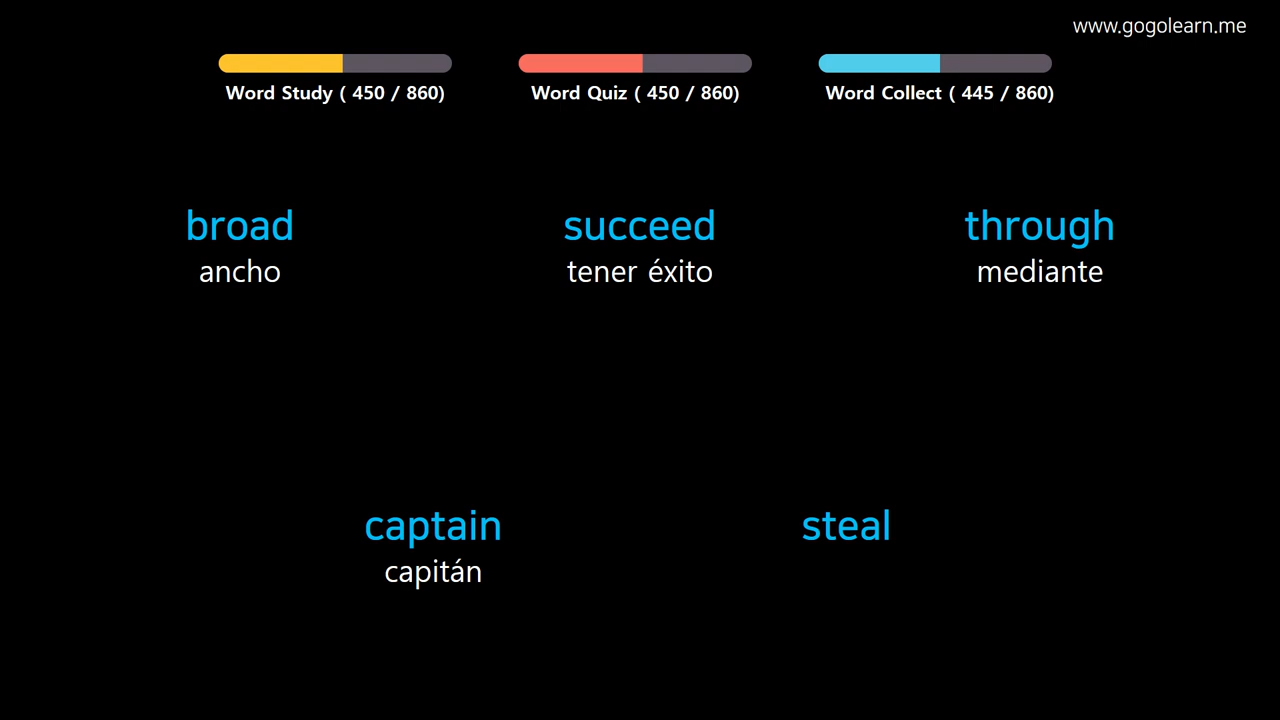 www.gogolearn.me
Word Study ( 450 / 860)
Word Quiz ( 450 / 860)
Word Collect ( 445 / 860)
broad
ancho
succeed
tener éxito
through
mediante
captain
capitán
steal